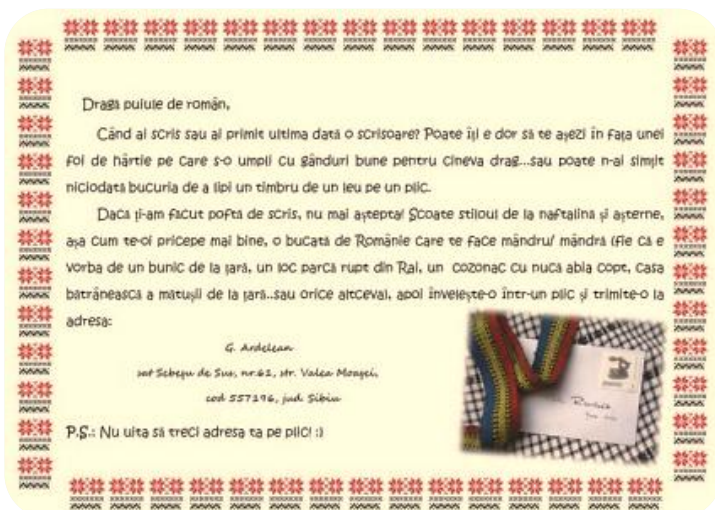 Dragă puiule de român,
Când ai scris sau ai primit ultima dată o scrisoare? Poate îți e dor să te așezi în fața unei
foi de hârtie pe care s-o umpli cu gânduri bune pentru cineva drag...sau poate n-ai simțit
niciodată bucuria de a lipi un timbru de un leu pe un plic.
Dacă ți-am făcut poftă de scris, nu mai aștepta! Scoate stiloul de la naftalină și așterne,
așa cum te-oi pricepe mai bine, o bucată de Românie care te face mândru/ mândră (fie că e
vorba de un bunic de la țară, un loc parcă rupt din Rai, un cozonac cu nucă abia copt, casa
bătrânească a mătușii de la țară..sau orice altceva), apoi învelește-o într-un plic și trimite-o la
adresa:
G. Ardelean
sat Sebeșu de Sus, nr.61, str. Valea Moașei,
cod 557196, jud. Sibiu
P.S.: Nu uita să treci adresa ta pe plic! :)